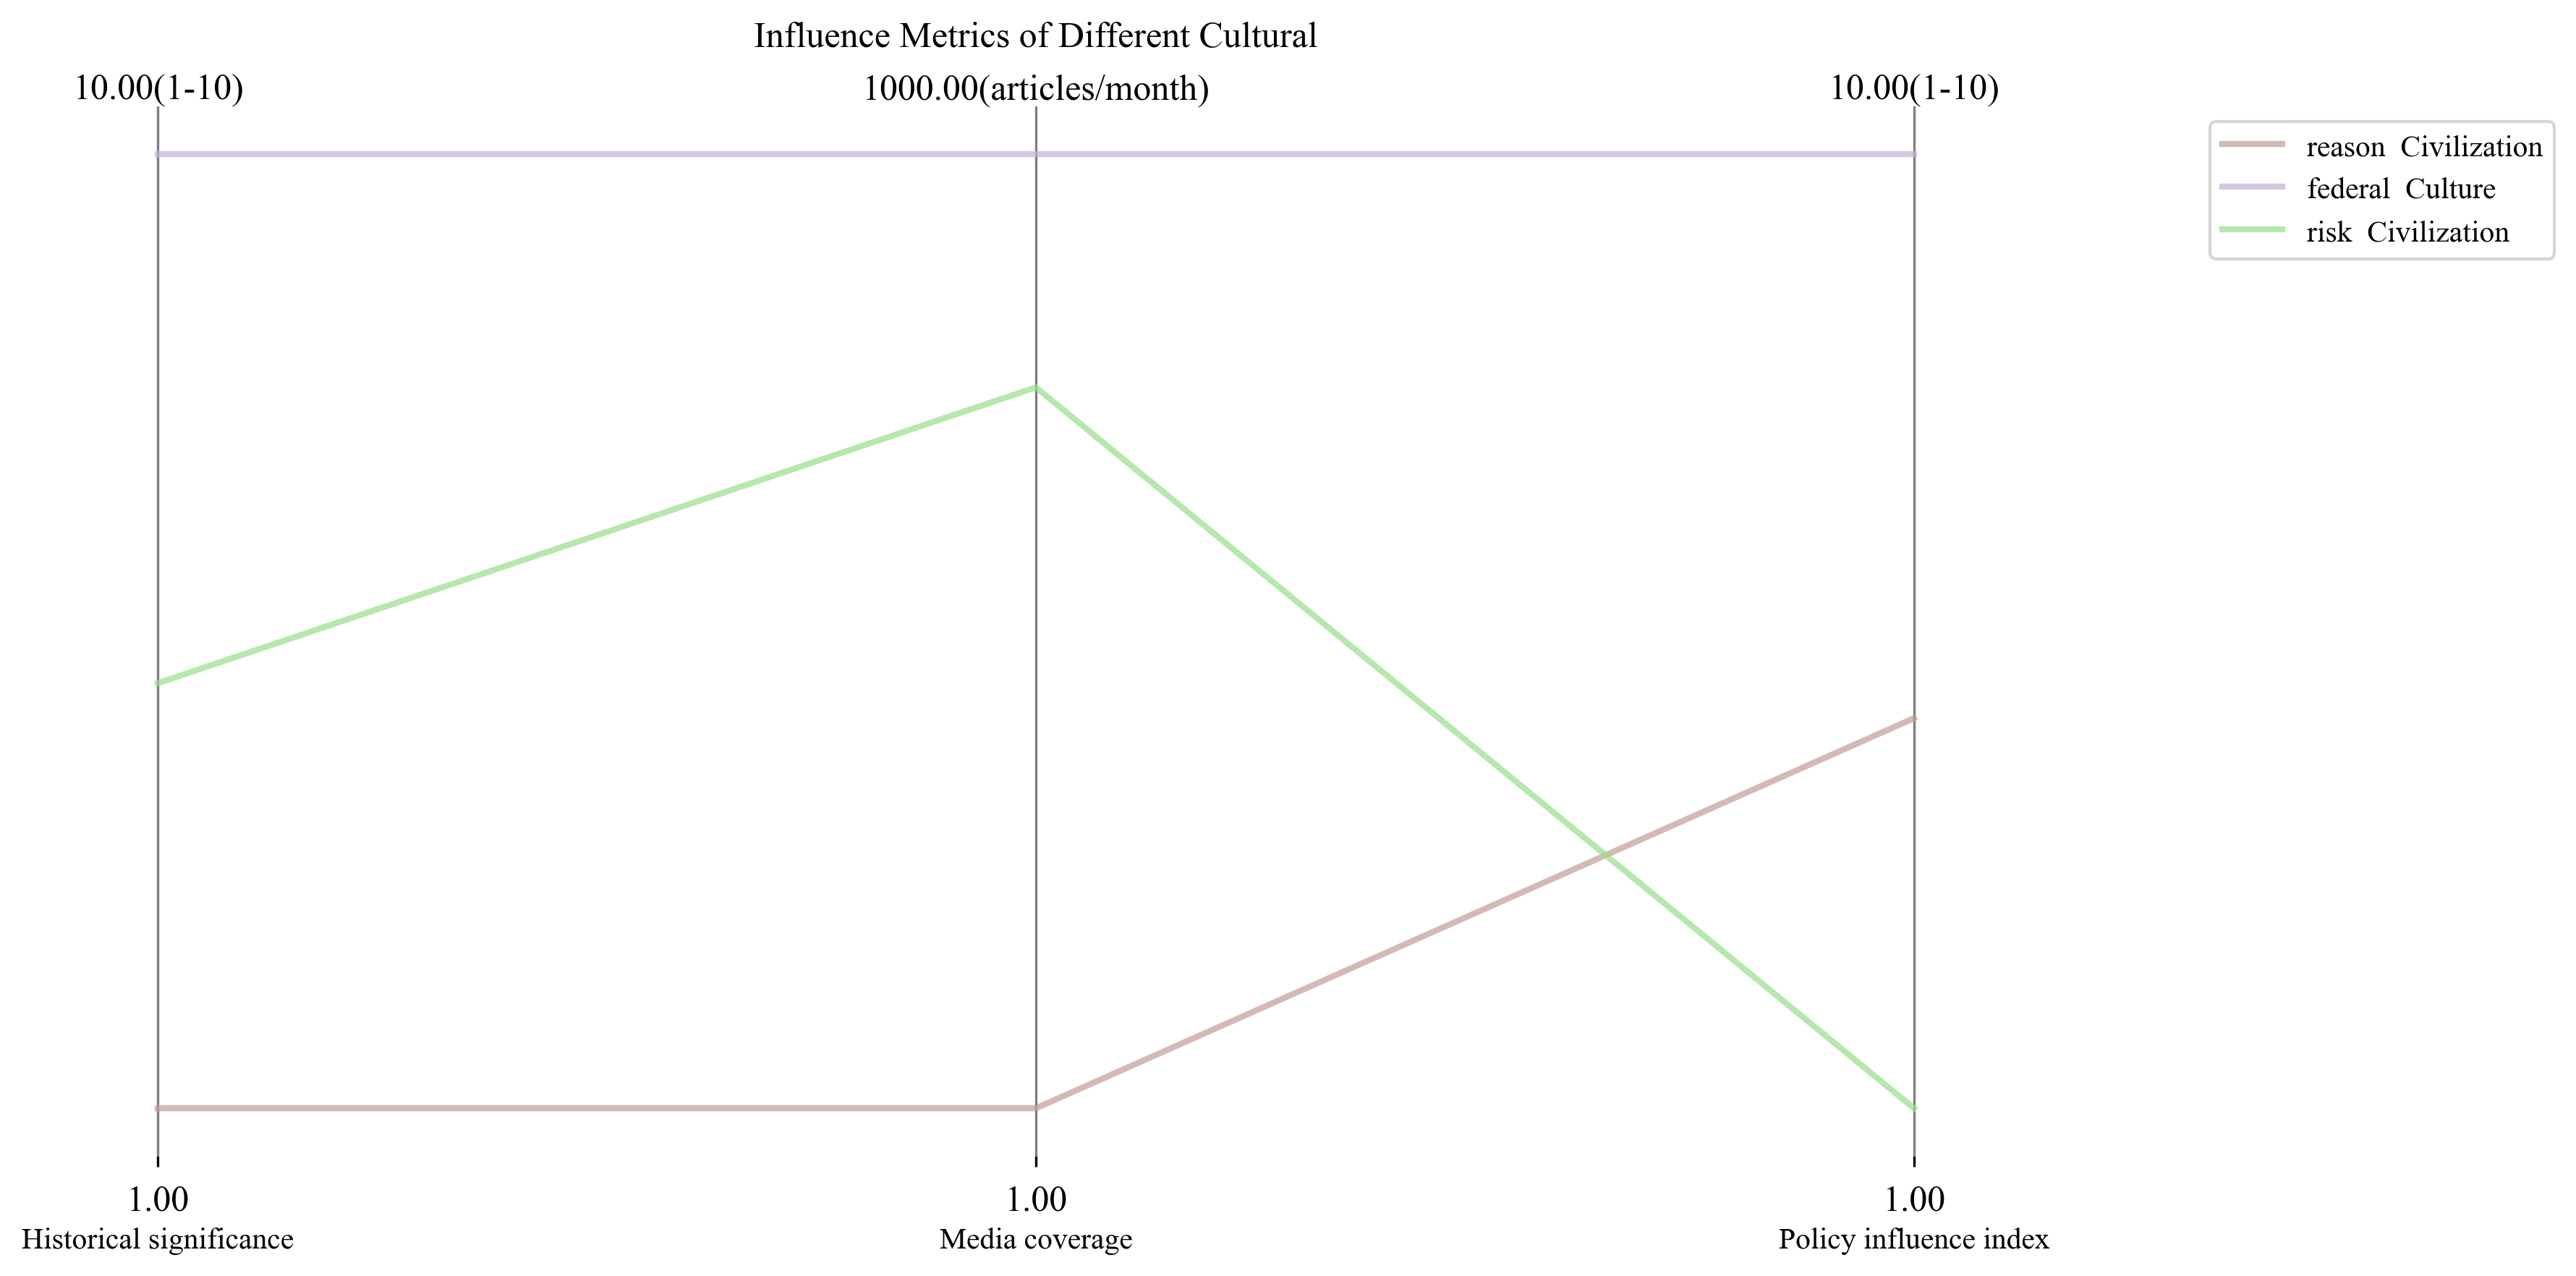 Influence Metrics of Different Cultural
10.00(1-10)
1000.00(articles/month)
10.00(1-10)
reason  Civilization
federal  Culture
risk  Civilization
1.00
1.00
1.00
Historical significance
Media coverage
Policy influence index